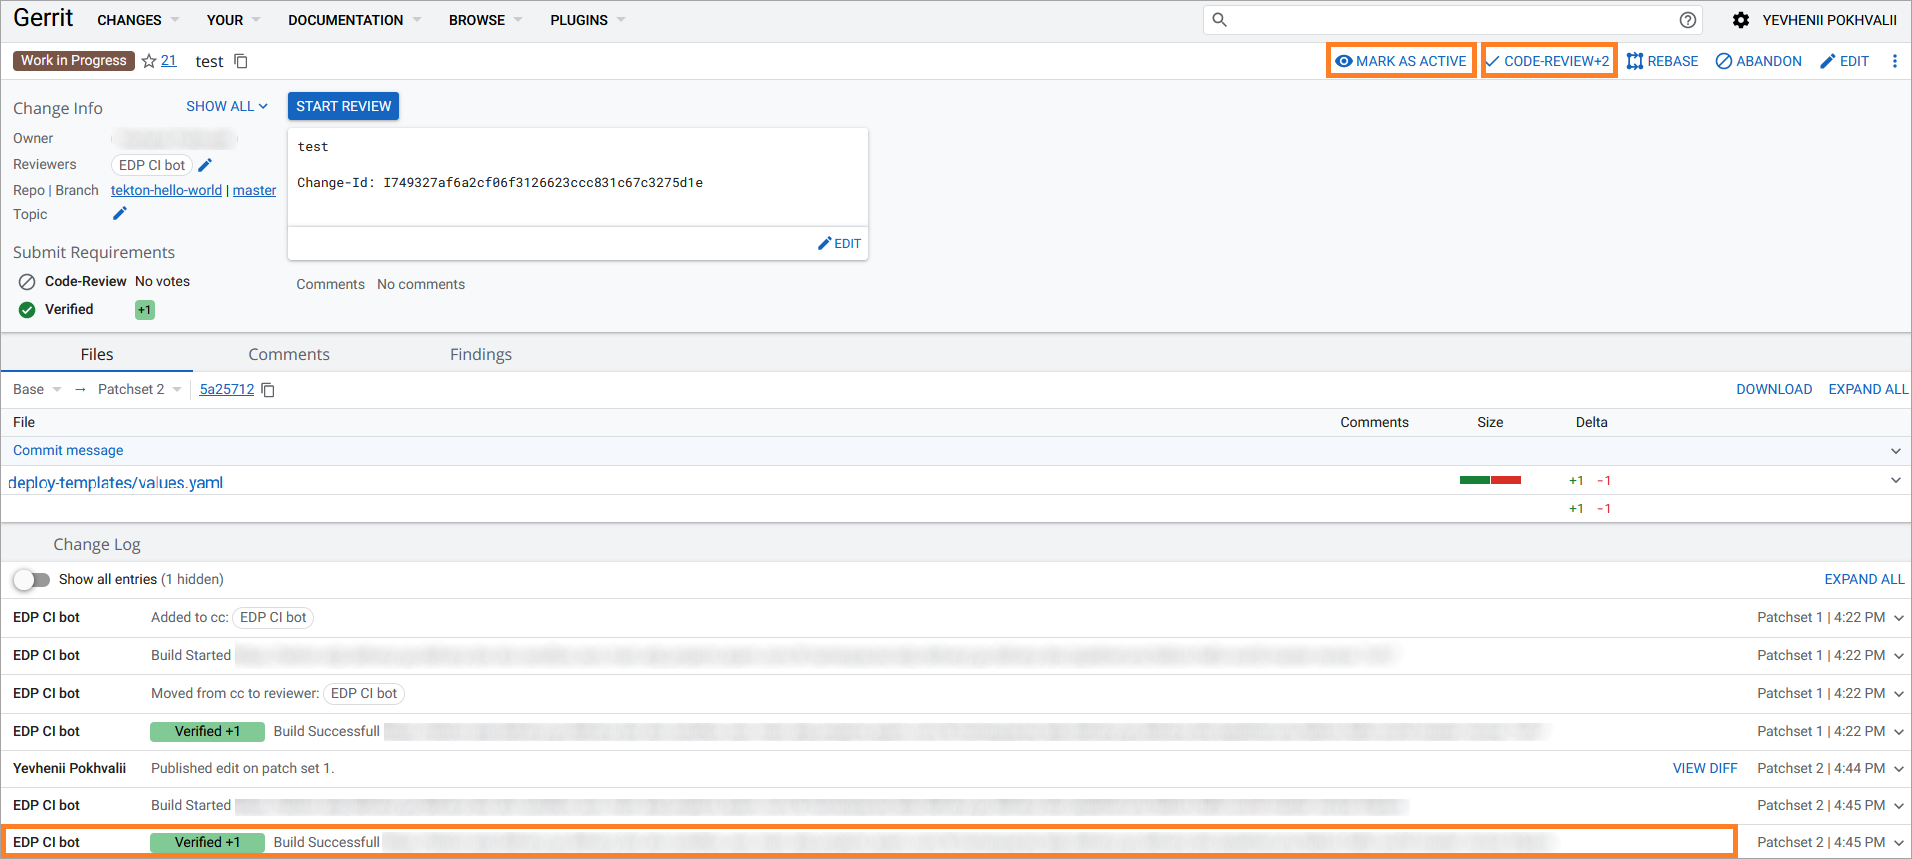 Gerrit CHANGES YOUR DOCUMENTATION BROWSE PLUGINS YEVHENII POKHVALII
Work in Progress 21 test MARK AS ACTIVE CODE-REVIEW+2 REBASE ABANDON EDIT
Change Info SHOW ALL START REVIEW
Owner
Reviewers EDP CI bot
Repo | Branch tekton-hello-world | master
Topic
test
Change-Id: I749327af6a2cf06f3126623ccc831c67c3275d1e
EDIT
Submit Requirements
Code-Review No votes
Verified +1
Comments No comments
Files Comments Findings
Base → Patchset 2 5a25712 DOWNLOAD EXPAND ALL
File Comments Size Delta
Commit message
deploy-templates/values.yaml +1 -1
+1 -1
Change Log
Show all entries (1 hidden) EXPAND ALL
EDP CI bot Added to cc: EDP CI bot Patchset 1 | 4:22 PM
EDP CI bot Build Started Patchset 1 | 4:22 PM
EDP CI bot Moved from cc to reviewer: EDP CI bot Patchset 1 | 4:22 PM
EDP CI bot Verified +1 Build Successfull Patchset 1 | 4:22 PM
Yevhenii Pokhvalii Published edit on patch set 1. VIEW DIFF Patchset 2 | 4:44 PM
EDP CI bot Build Started Patchset 2 | 4:45 PM
EDP CI bot Verified +1 Build Successfull Patchset 2 | 4:45 PM